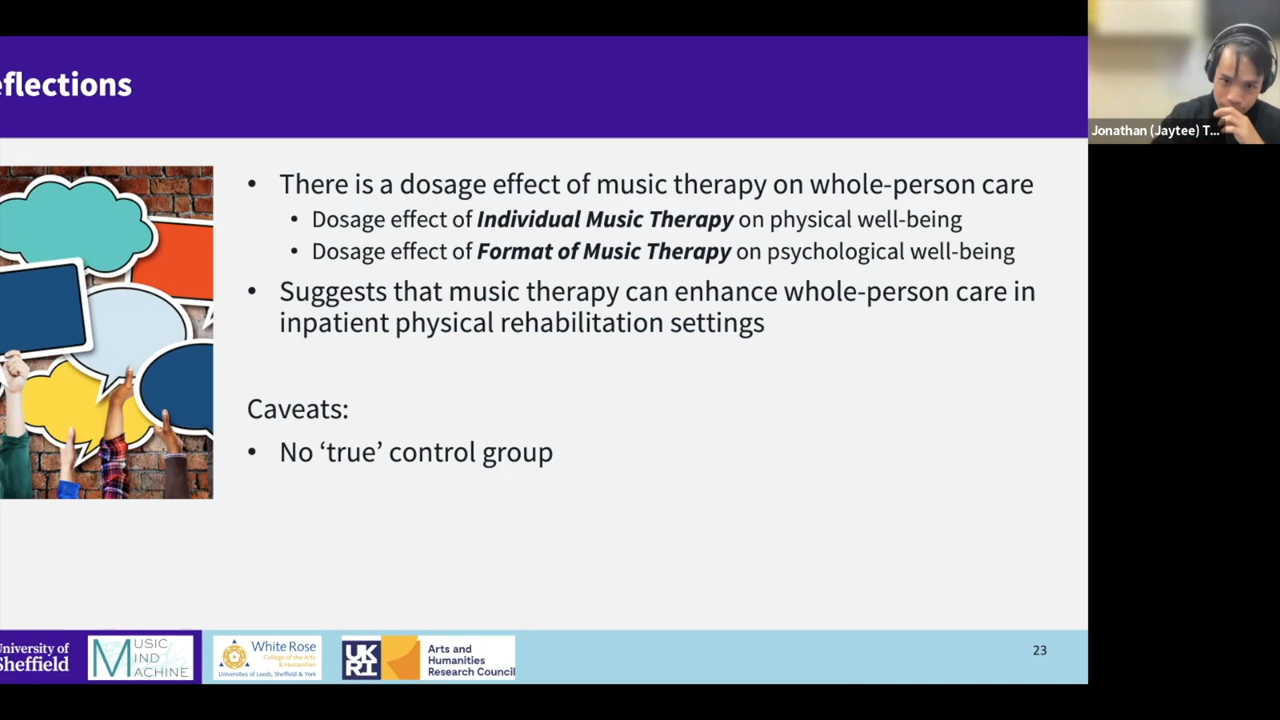 eflections
Jonathan (Jaytee) T...
• There is a dosage effect of music therapy on whole-person care
• Dosage effect of Individual Music Therapy on physical well-being
• Dosage effect of Format of Music Therapy on psychological well-being
• Suggests that music therapy can enhance whole-person care in
inpatient physical rehabilitation settings
Caveats:
• No ‘true’ control group
University of
Sheffield
MUSIC
MIND
MACHINE
White Rose
College of the Arts
& Humanities
Universities of Leeds, Sheffield & York
UKRI
Arts and
Humanities
Research Council
23